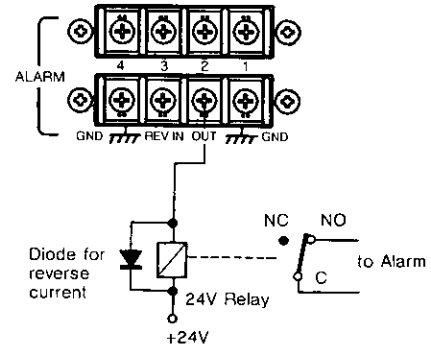 ALARM
4 3 2 1
GND REV IN OUT GND
NC NO
Diode for
reverse
current
C
to Alarm
24V Relay
+24V